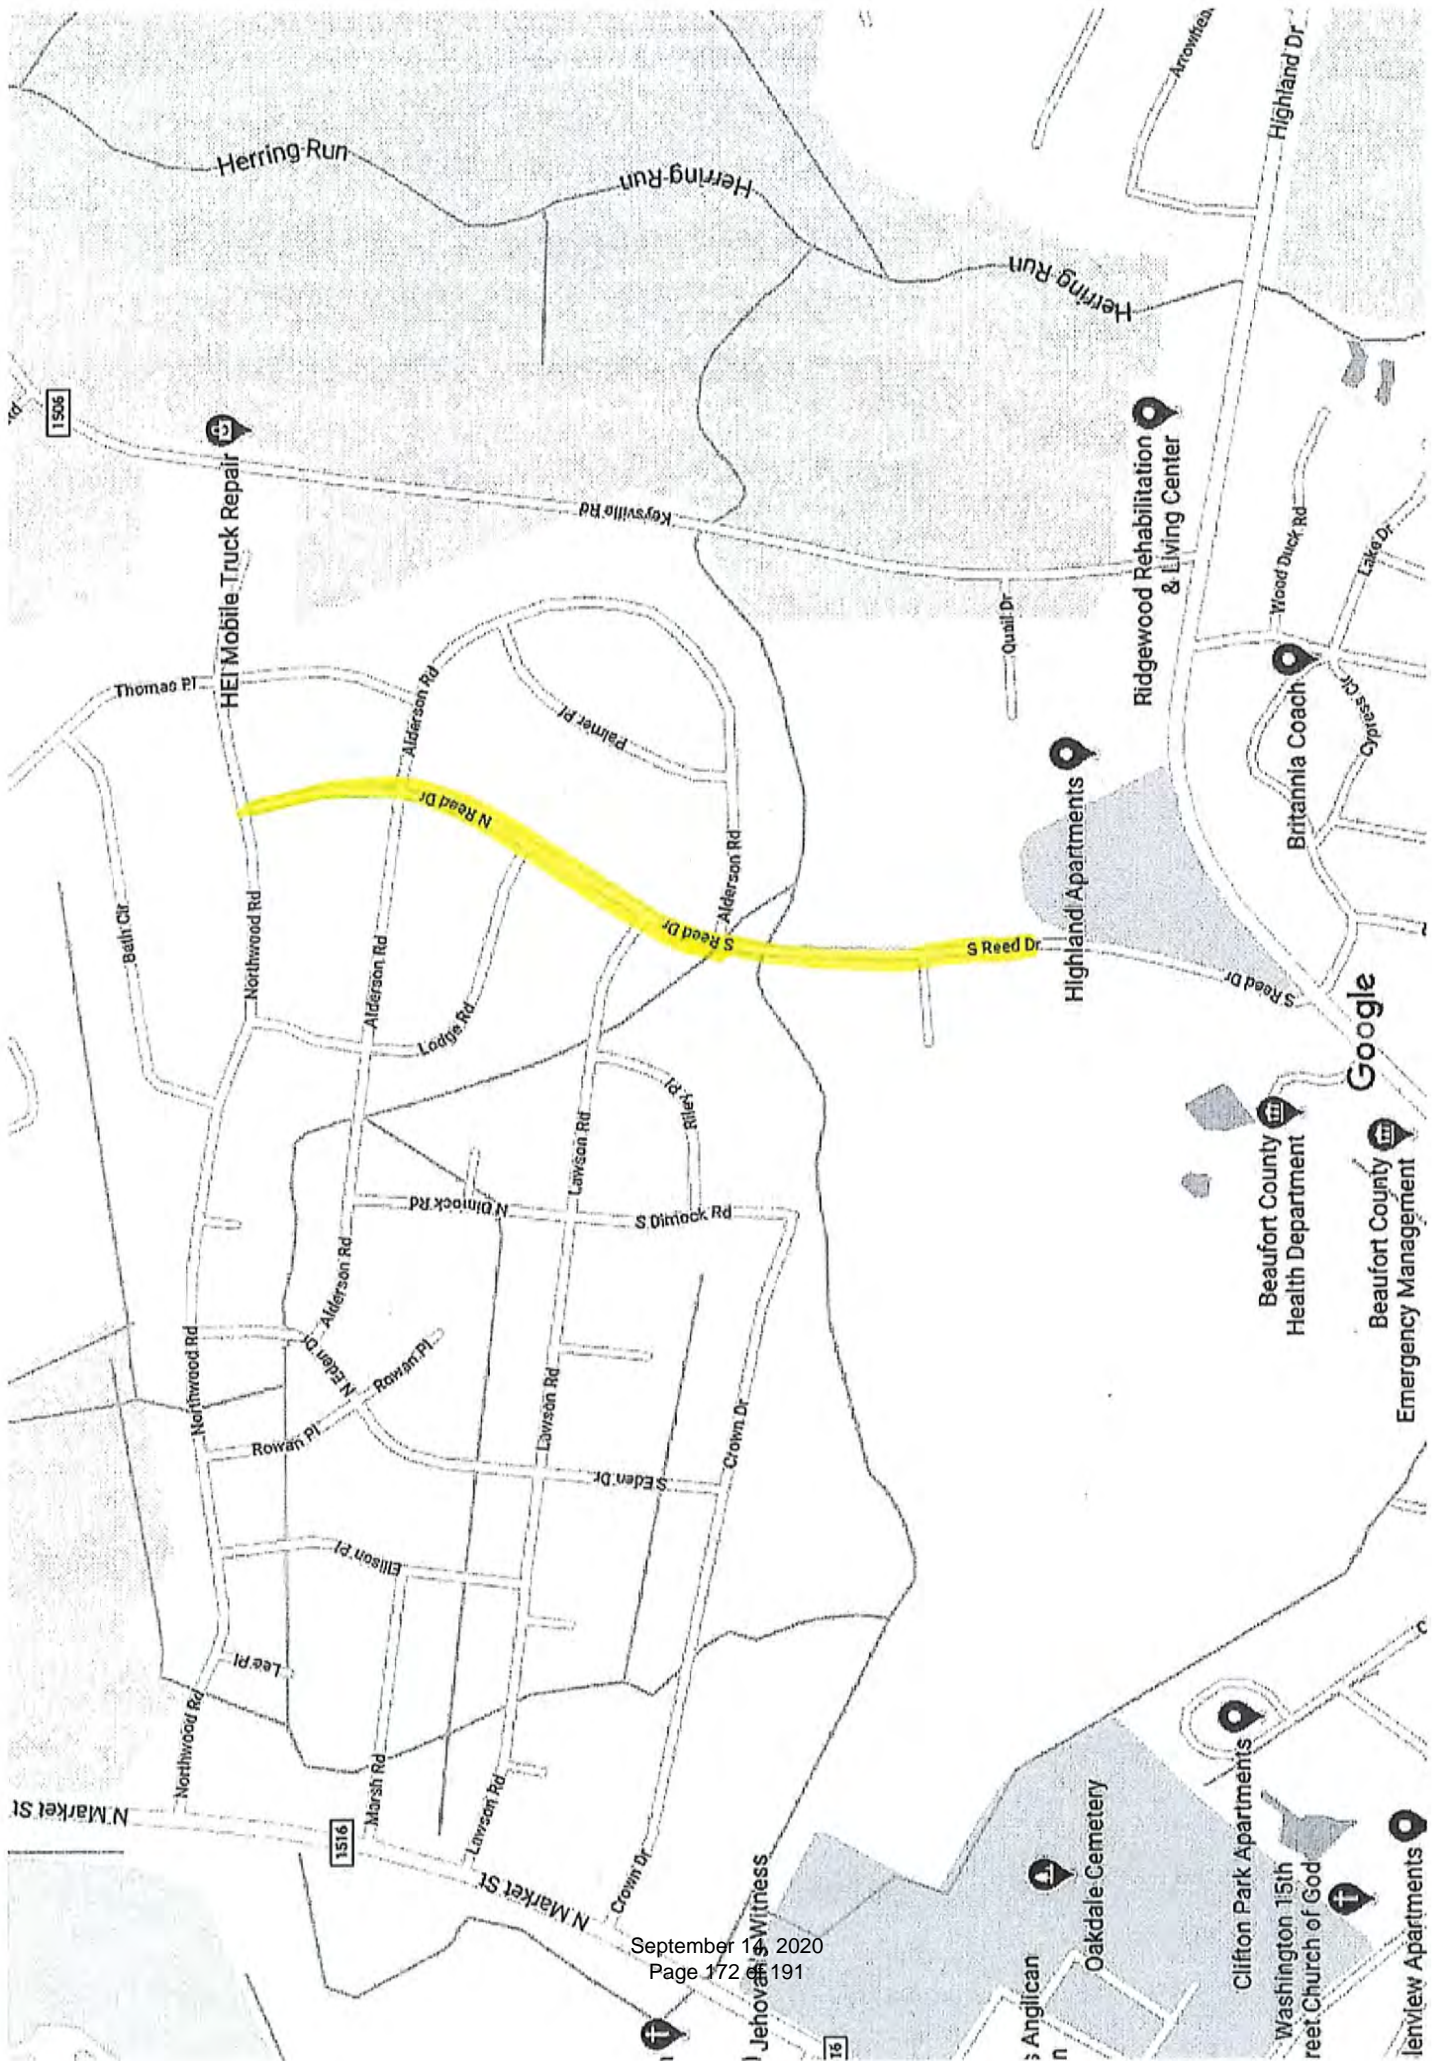 Herring Run
Herring Run
Herring Run
Arrowhead
Highland Dr
1506
Rd
HEI Mobile Truck Repair
Keysville Rd
Ridgewood Rehabilitation
& Living Center
Wood Duck Rd
Lake Dr
Quail Dr
Thomas Pl
Alderson Rd
Palmer Pl
Britannia Coach
Cypress Cir
Highland Apartments
N Reed Dr
Alderson Rd
Bath Cir
Northwood Rd
Alderson Rd
Lodge Rd
S Reed Dr
S Reed Dr
S Reed Dr
Google
Beaufort County
Health Department
Beaufort County
Emergency Management
Riley Pl
Lawson Rd
N Dimock Rd
S Dimock Rd
Alderson Rd
N Eden Dr
Rowan Pl
Rowan Pl
Northwood Rd
Lawson Rd
Crown Dr
S Eden Dr
Ellison Pl
Lee Pl
Northwood Rd
Marsh Rd
Lawson Rd
N Market St
1516
N Market St
Crown Dr
Jehovah's Witness
Oakdale Cemetery
Clifton Park Apartments
Washington 15th
reet Church of God
lenview Apartments
s Anglican
n
16
September 14, 2020
Page 172 of 191